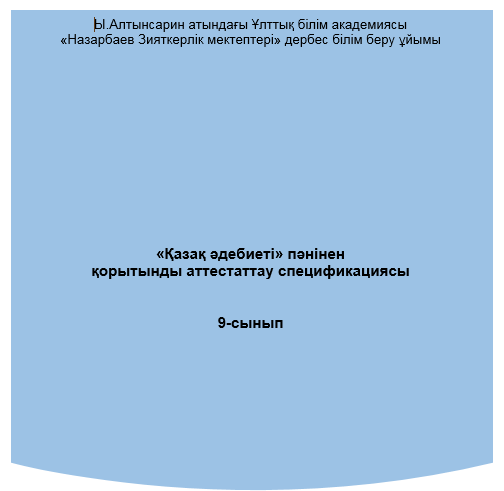 Ы.Алтынсарин атындағы Ұлттық білім академиясы
«Назарбаев Зияткерлік мектептері» дербес білім беру ұйымы
«Қазақ әдебиеті» пәнінен
қорытынды аттестаттау спецификациясы
9-сынып